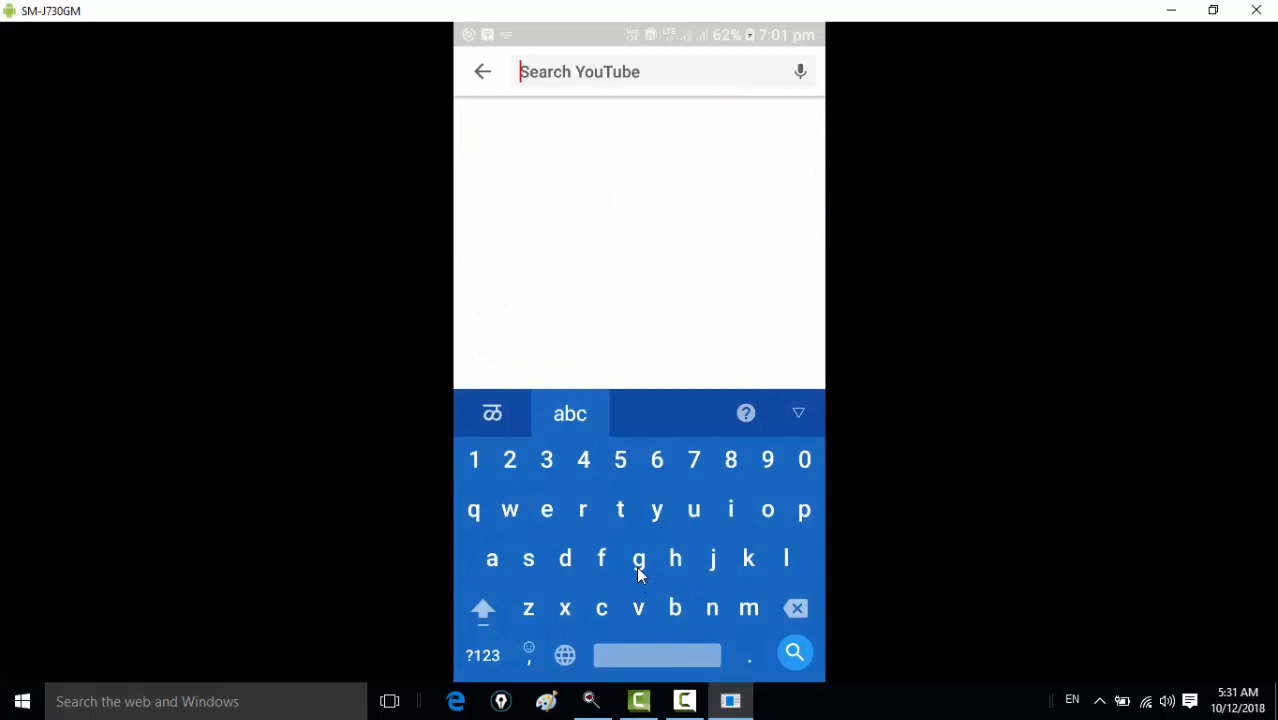 SM-J730GM
62% 7:01 pm
Search YouTube
ळ abc
1 2 3 4 5 6 7 8 9 0
q w e r t y u i o p
a s d f g h j k l
z x c v b n m
?123 , .
Search the web and Windows
EN
5:31 AM
10/12/2018